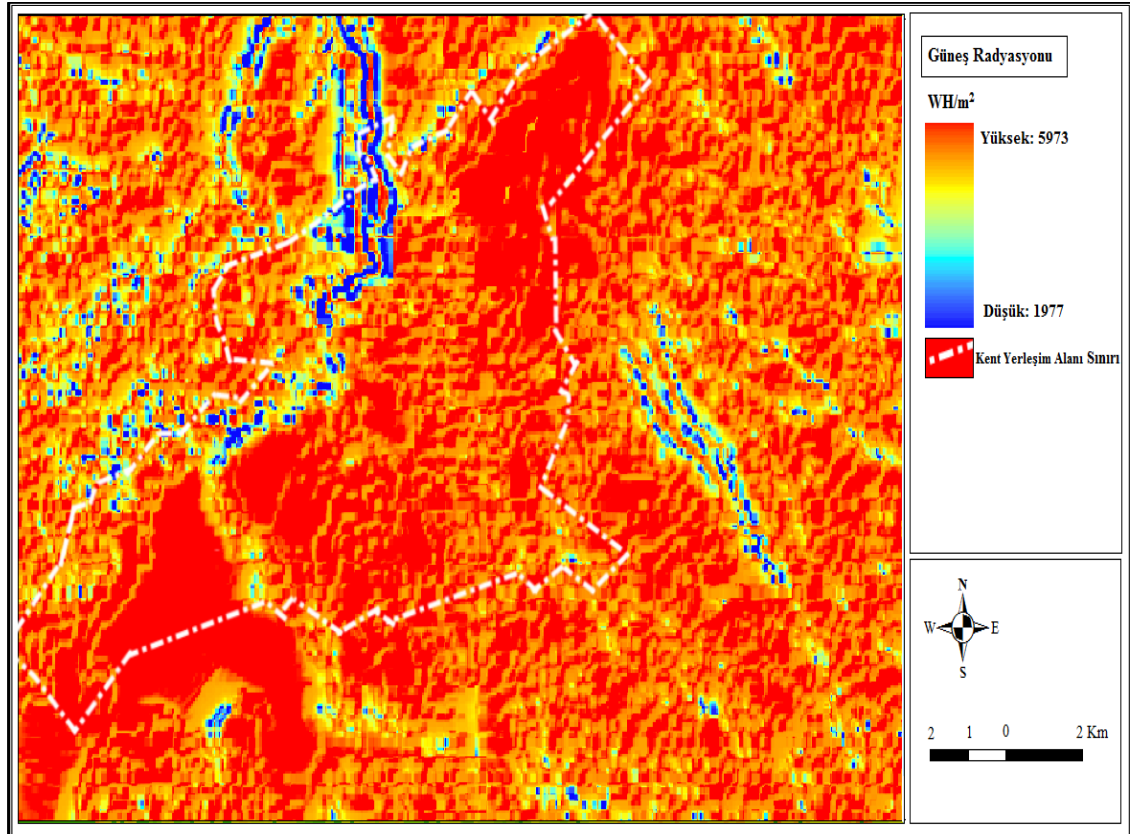 Güneş Radyasyonu
WH/m²
Yüksek: 5973
Düşük: 1977
Kent Yerleşim Alanı Sınırı
N
W E
S
2 1 0 2 Km